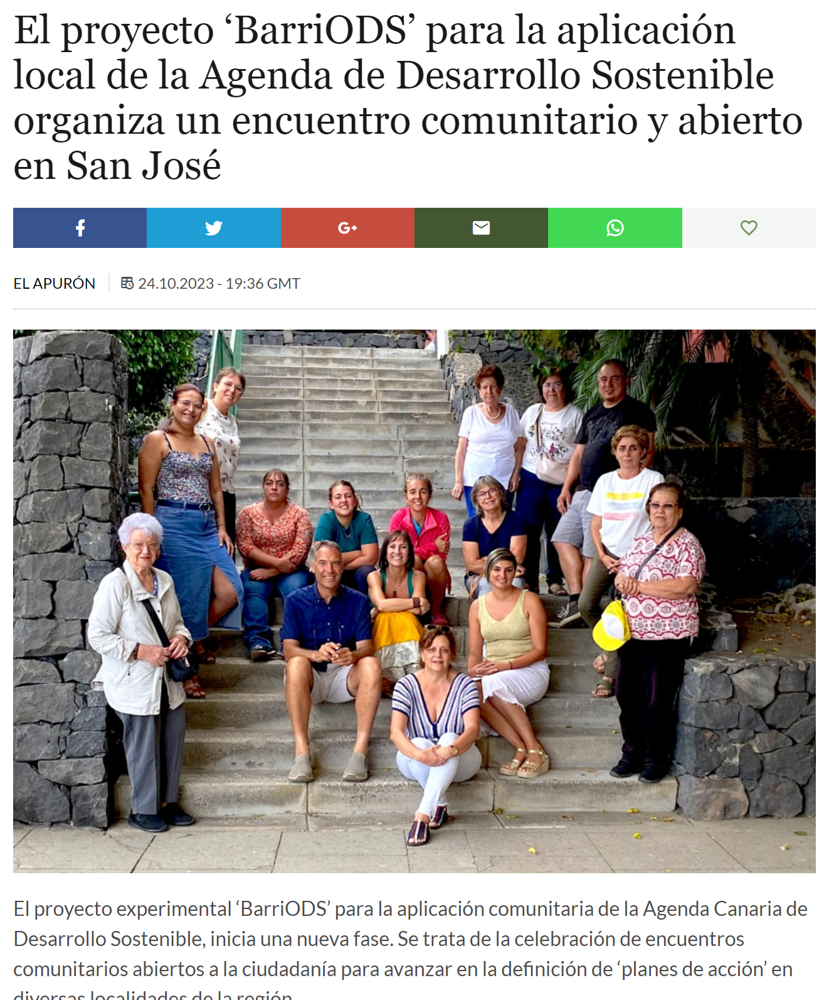 El proyecto ‘BarriODS’ para la aplicación
local de la Agenda de Desarrollo Sostenible
organiza un encuentro comunitario y abierto
en San José
G+
EL APURÓN
24.10.2023 - 19:36 GMT
El proyecto experimental ‘BarriODS’ para la aplicación comunitaria de la Agenda Canaria de
Desarrollo Sostenible, inicia una nueva fase. Se trata de la celebración de encuentros
comunitarios abiertos a la ciudadanía para avanzar en la definición de ‘planes de acción’ en
diversas localidades de la región.